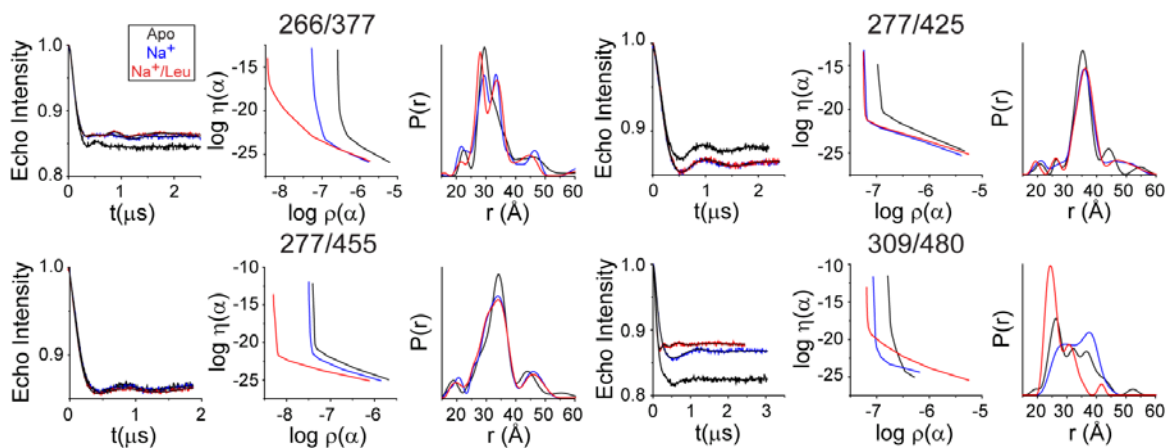 266/377
Echo Intensity
1.0
0.9
0.8
0
1
2
t(μs)
Apo
Na⁺
Na⁺/Leu
log η(α)
-10
-15
-20
-25
-8
-7
-6
-5
log ρ(α)
P(r)
20
30
40
50
60
r (Å)
277/425
Echo Intensity
1.0
0.9
0
1
2
t(μs)
log η(α)
-10
-15
-20
-25
-7
-6
-5
log ρ(α)
P(r)
20
30
40
50
60
r (Å)
277/455
Echo Intensity
1.0
0.9
0
1
2
t(μs)
log η(α)
-10
-15
-20
-25
-8
-7
-6
log ρ(α)
P(r)
20
30
40
50
60
r (Å)
309/480
Echo Intensity
1.0
0.9
0.8
0
1
2
3
t(μs)
log η(α)
-10
-15
-20
-25
-7
-6
-5
log ρ(α)
P(r)
20
30
40
50
60
r (Å)